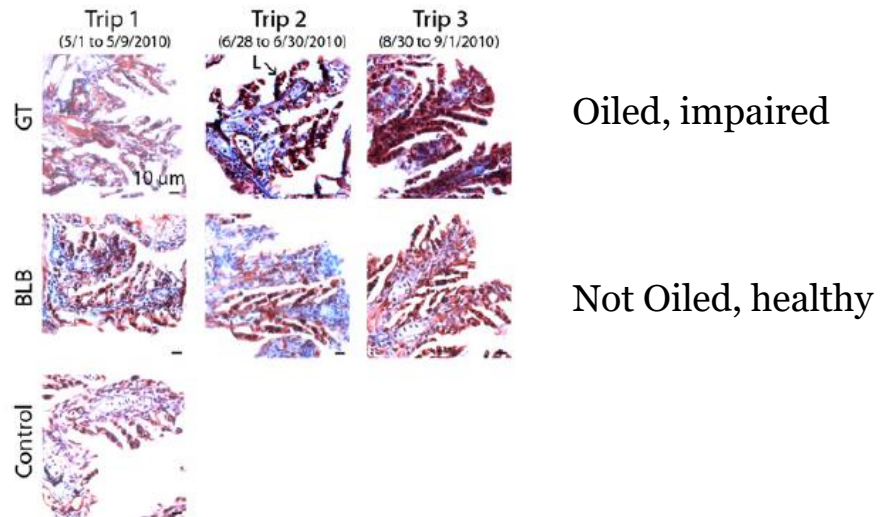 Trip 1 Trip 2 Trip 3
(5/1 to 5/9/2010) (6/28 to 6/30/2010) (8/30 to 9/1/2010)
L
GT
10 um
Oiled, impaired
BLB
Not Oiled, healthy
Control